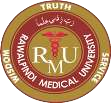 TRUTH
WISDOM
SERVICE
RAWALPINDI MEDICAL UNIVERSITY
RMU